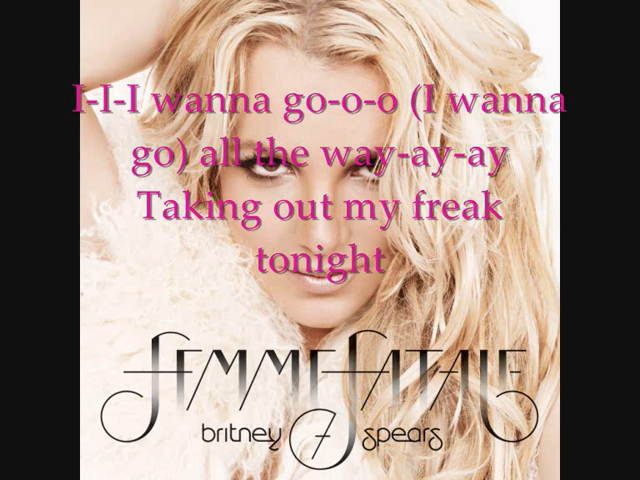 I-I-I wanna go-o-o (I wanna
go) all the way-ay-ay
Taking out my freak
tonight
FEMME FATALE
britney spears